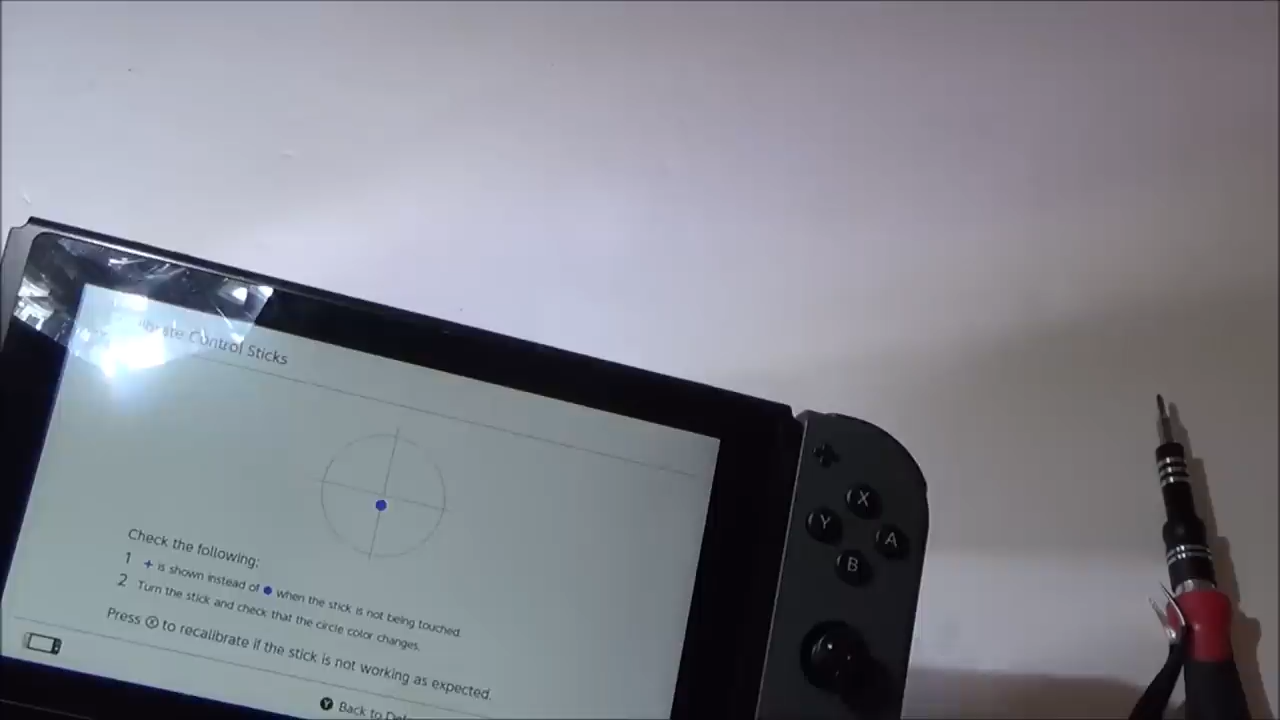 Control Sticks
Check the following:
1 + is shown instead of ● when the stick is not being touched.
2 Turn the stick and check that the circle color changes.
Press Ⓧ to recalibrate if the stick is not working as expected.
Ⓨ Back to
X
Y
A
B